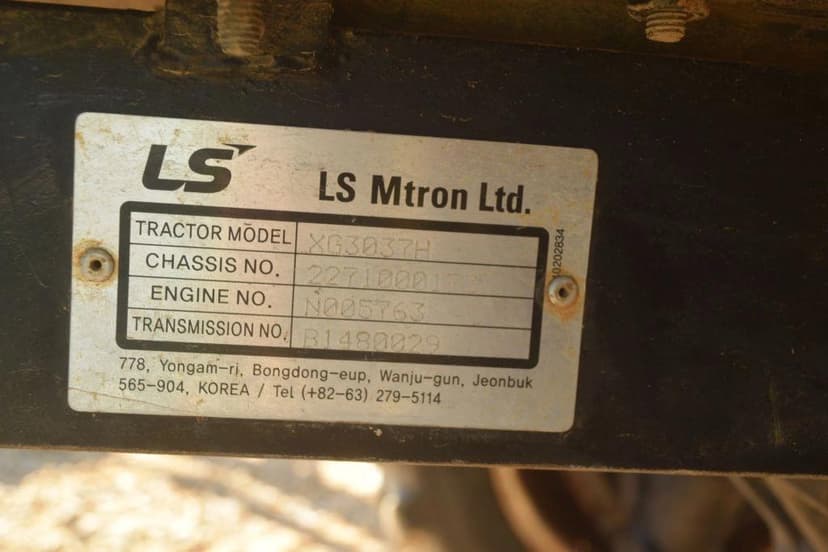 LS
LS Mtron Ltd.
TRACTOR MODEL XG3037H
CHASSIS NO.
ENGINE NO. N005763
TRANSMISSION NO. B1480029
40202834
778, Yongam-ri, Bongdong-eup, Wanju-gun, Jeonbuk
565-904, KOREA / Tel (+82-63) 279-5114